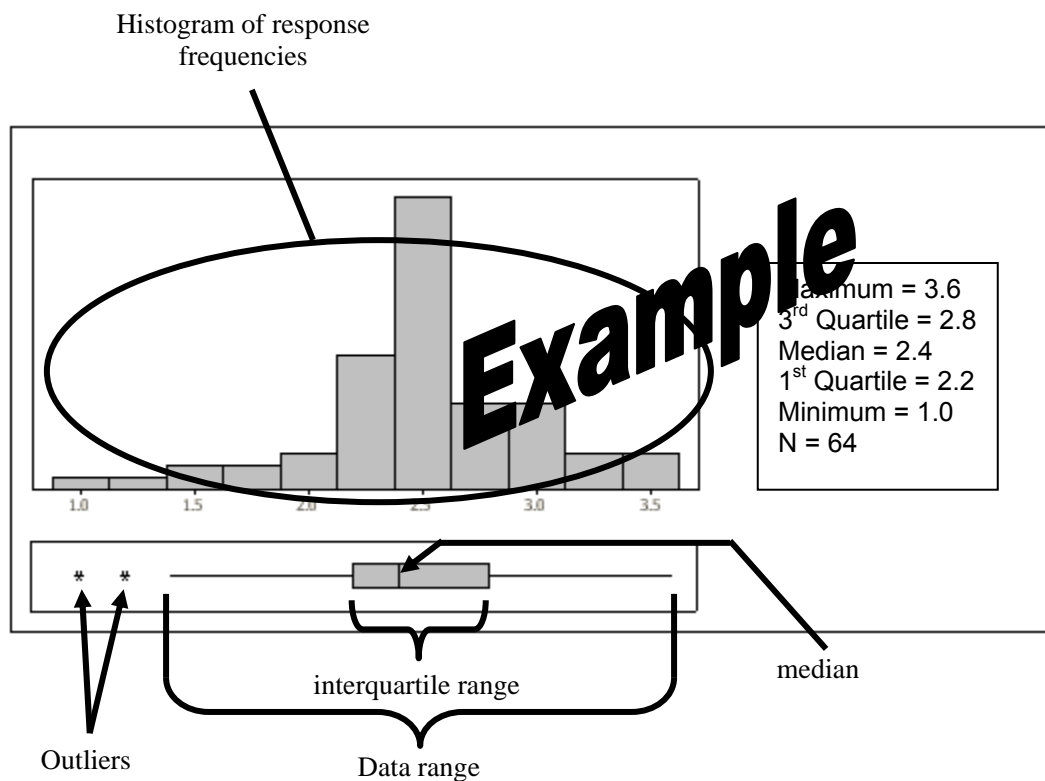 Histogram of response
frequencies
Example
Maximum = 3.6
3rd Quartile = 2.8
Median = 2.4
1st Quartile = 2.2
Minimum = 1.0
N = 64
1.0 1.5 2.0 2.5 3.0 3.5
* *
median
interquartile range
Outliers
Data range